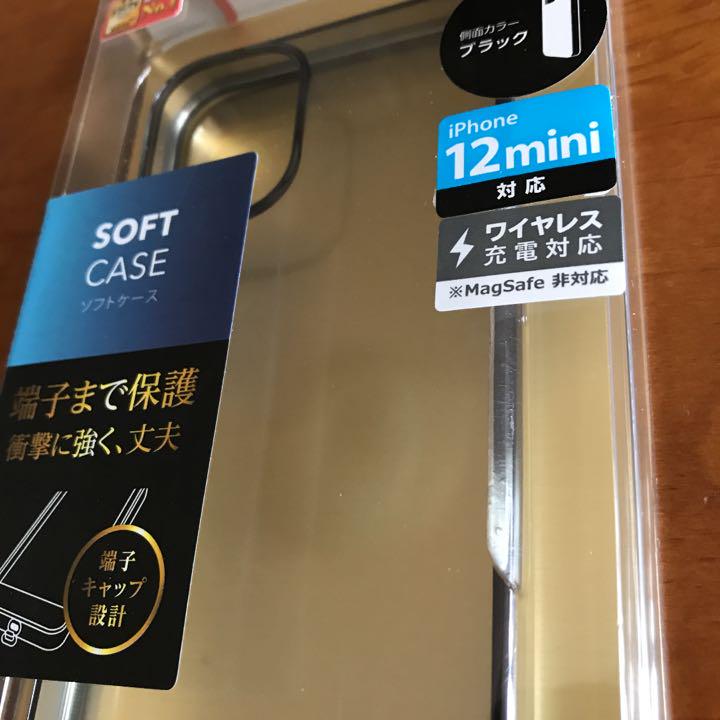 側面カラー
ブラック
iPhone
12mini
対応
ワイヤレス
充電対応
※MagSafe 非対応
SOFT
CASE
ソフトケース
端子まで保護
衝撃に強く、丈夫
端子
キャップ
設計